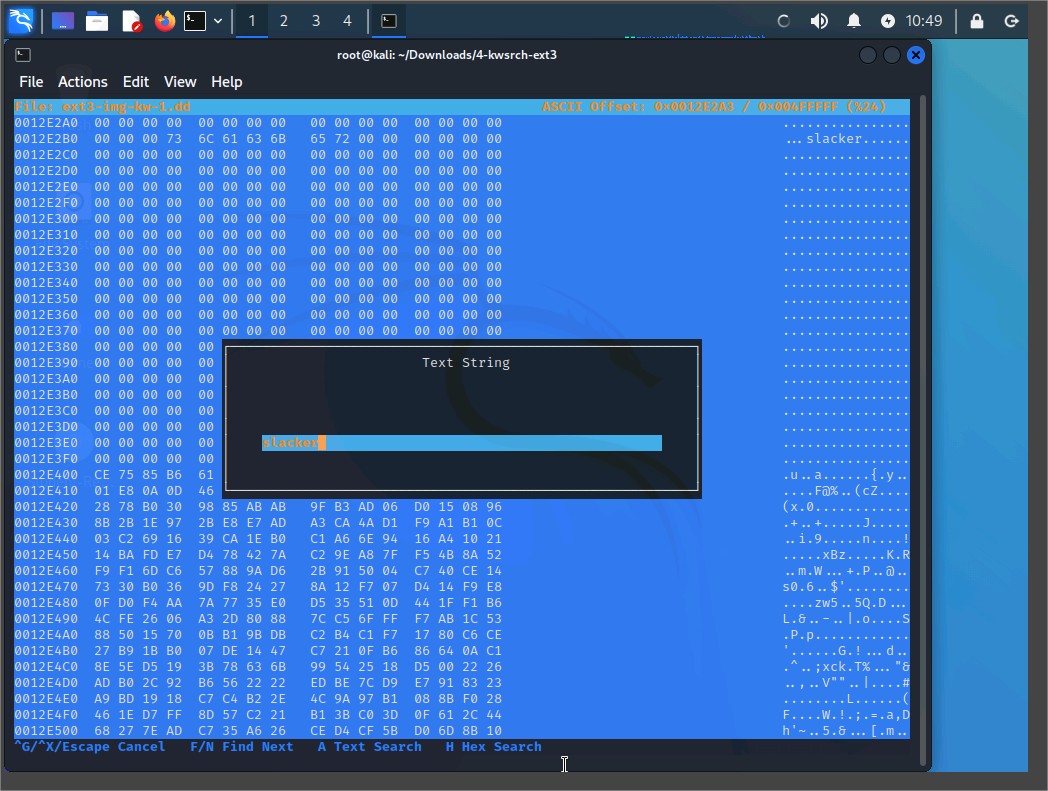 1 2 3 4 10:49
root@kali: ~/Downloads/4-kwsrch-ext3
File Actions Edit View Help
File: ext3-img-kw-1.dd ASCII Offset: 0x0012E2A3 / 0x004FFFFF (%24)
0012E2A0 00 00 00 00 00 00 00 00 00 00 00 00 00 00 00 00 ................
0012E2B0 00 00 00 73 6C 61 63 6B 65 72 00 00 00 00 00 00 ...slacker......
0012E2C0 00 00 00 00 00 00 00 00 00 00 00 00 00 00 00 00 ................
0012E2D0 00 00 00 00 00 00 00 00 00 00 00 00 00 00 00 00 ................
0012E2E0 00 00 00 00 00 00 00 00 00 00 00 00 00 00 00 00 ................
0012E2F0 00 00 00 00 00 00 00 00 00 00 00 00 00 00 00 00 ................
0012E300 00 00 00 00 00 00 00 00 00 00 00 00 00 00 00 00 ................
0012E310 00 00 00 00 00 00 00 00 00 00 00 00 00 00 00 00 ................
0012E320 00 00 00 00 00 00 00 00 00 00 00 00 00 00 00 00 ................
0012E330 00 00 00 00 00 00 00 00 00 00 00 00 00 00 00 00 ................
0012E340 00 00 00 00 00 00 00 00 00 00 00 00 00 00 00 00 ................
0012E350 00 00 00 00 00 00 00 00 00 00 00 00 00 00 00 00 ................
0012E360 00 00 00 00 00 00 00 00 00 00 00 00 00 00 00 00 ................
0012E370 00 00 00 00 00 00 00 00 00 00 00 00 00 00 00 00 ................
0012E380 00 00 00 00 00 ................
0012E390 00 00 00 00 00 ................
Text String
0012E3A0 00 00 00 00 00 ................
0012E3B0 00 00 00 00 00 ................
0012E3C0 00 00 00 00 00 ................
0012E3D0 00 00 00 00 00 ................
0012E3E0 00 00 00 00 00 ................
slacker
0012E3F0 00 00 00 00 00 ................
0012E400 CE 75 85 B6 61 .u..a......{.y..
0012E410 01 E8 0A 0D 46 ....F@%..(cZ....
0012E420 28 78 B0 30 98 85 AB AB 9F B3 AD 06 D0 15 08 96 (x.0............
0012E430 8B 2B 1E 97 2B E8 E7 AD A3 CA 4A D1 F9 A1 B1 0C .+..+.....J.....
0012E440 03 C2 69 16 39 CA 1E B0 C1 A6 6E 94 16 A4 10 21 ..i.9.....n....!
0012E450 14 BA FD E7 D4 78 42 7A C2 9E A8 7F F5 4B 8A 52 .....xBz.....K.R
0012E460 F9 F1 6D C6 57 88 9A D6 2B 91 50 04 C7 40 CE 14 ..m.W...+.P..@..
0012E470 73 30 B0 36 9D F8 24 27 8A 12 F7 07 D4 14 F9 E8 s0.6..$'........
0012E480 0F D0 F4 AA 7A 77 35 E0 D5 35 51 0D 44 1F F1 B6 ....zw5..5Q.D...
0012E490 4C FE 26 06 A3 2D 80 88 7C C5 6F FF F7 AB 1C 53 L.&..-..|.o....S
0012E4A0 88 50 15 70 0B B1 9B DB C2 B4 C1 F7 17 80 C6 CE .P.p............
0012E4B0 27 B9 1B B0 07 DE 14 47 C7 21 0F B6 86 64 0A C1 '......G.!...d..
0012E4C0 8E 5E D5 19 3B 78 63 6B 99 54 25 18 D5 00 22 26 .^..;xck.T%..."&
0012E4D0 AD B0 2C 92 B6 56 22 22 ED BE 7C D9 E7 91 83 23 ..,..V""..|....#
0012E4E0 A9 BD 19 18 C7 C4 B2 2E 4C 9A 97 B1 08 8B F0 28 ........L......(
0012E4F0 46 1E D7 FF 8D 57 C2 21 B1 3B C0 3D 0F 61 2C 44 F....W.!.;.=.a,D
0012E500 68 27 7E AD C7 35 A6 26 CE D4 CF 5B D0 6D 8B 10 h'~..5.&...[.m..
^G/^X/Escape Cancel F/N Find Next A Text Search H Hex Search